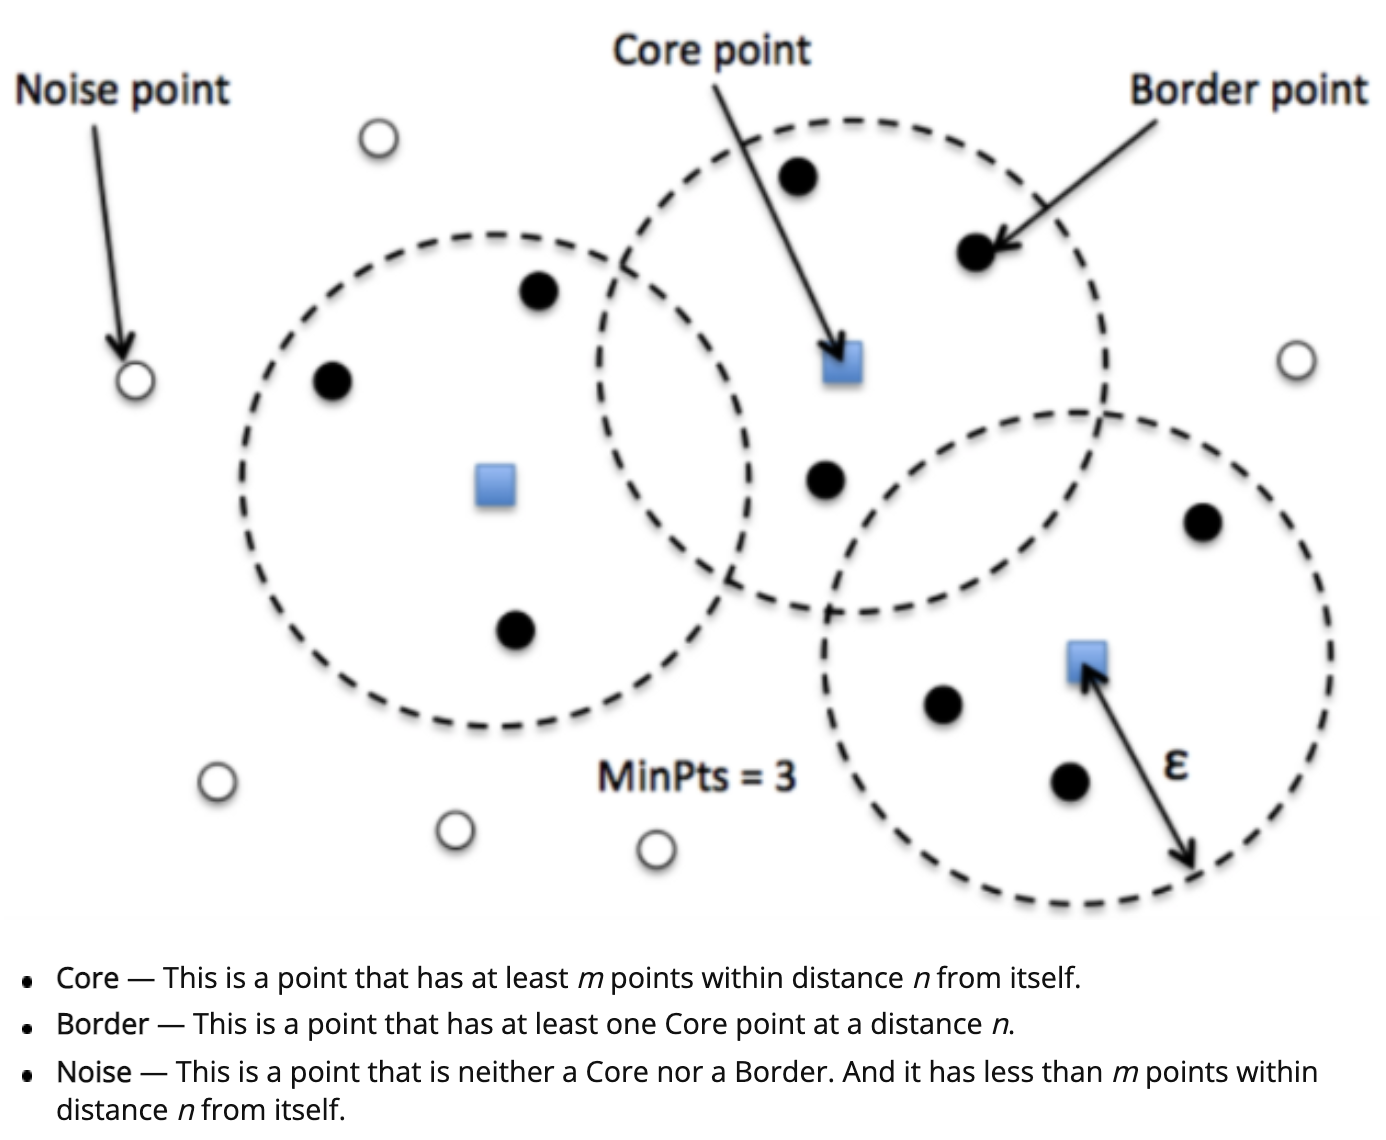 Core point
Noise point
Border point
MinPts = 3
ε
• Core — This is a point that has at least m points within distance n from itself.
• Border — This is a point that has at least one Core point at a distance n.
• Noise — This is a point that is neither a Core nor a Border. And it has less than m points within
distance n from itself.